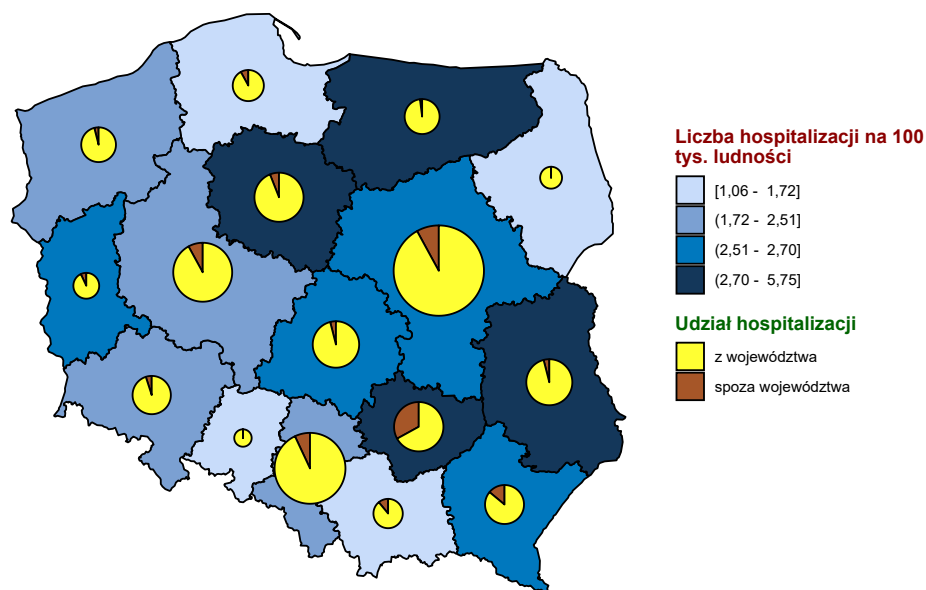 Liczba hospitalizacji na 100
tys. ludności
[1,06 - 1,72]
(1,72 - 2,51]
(2,51 - 2,70]
(2,70 - 5,75]
Udział hospitalizacji
z województwa
spoza województwa